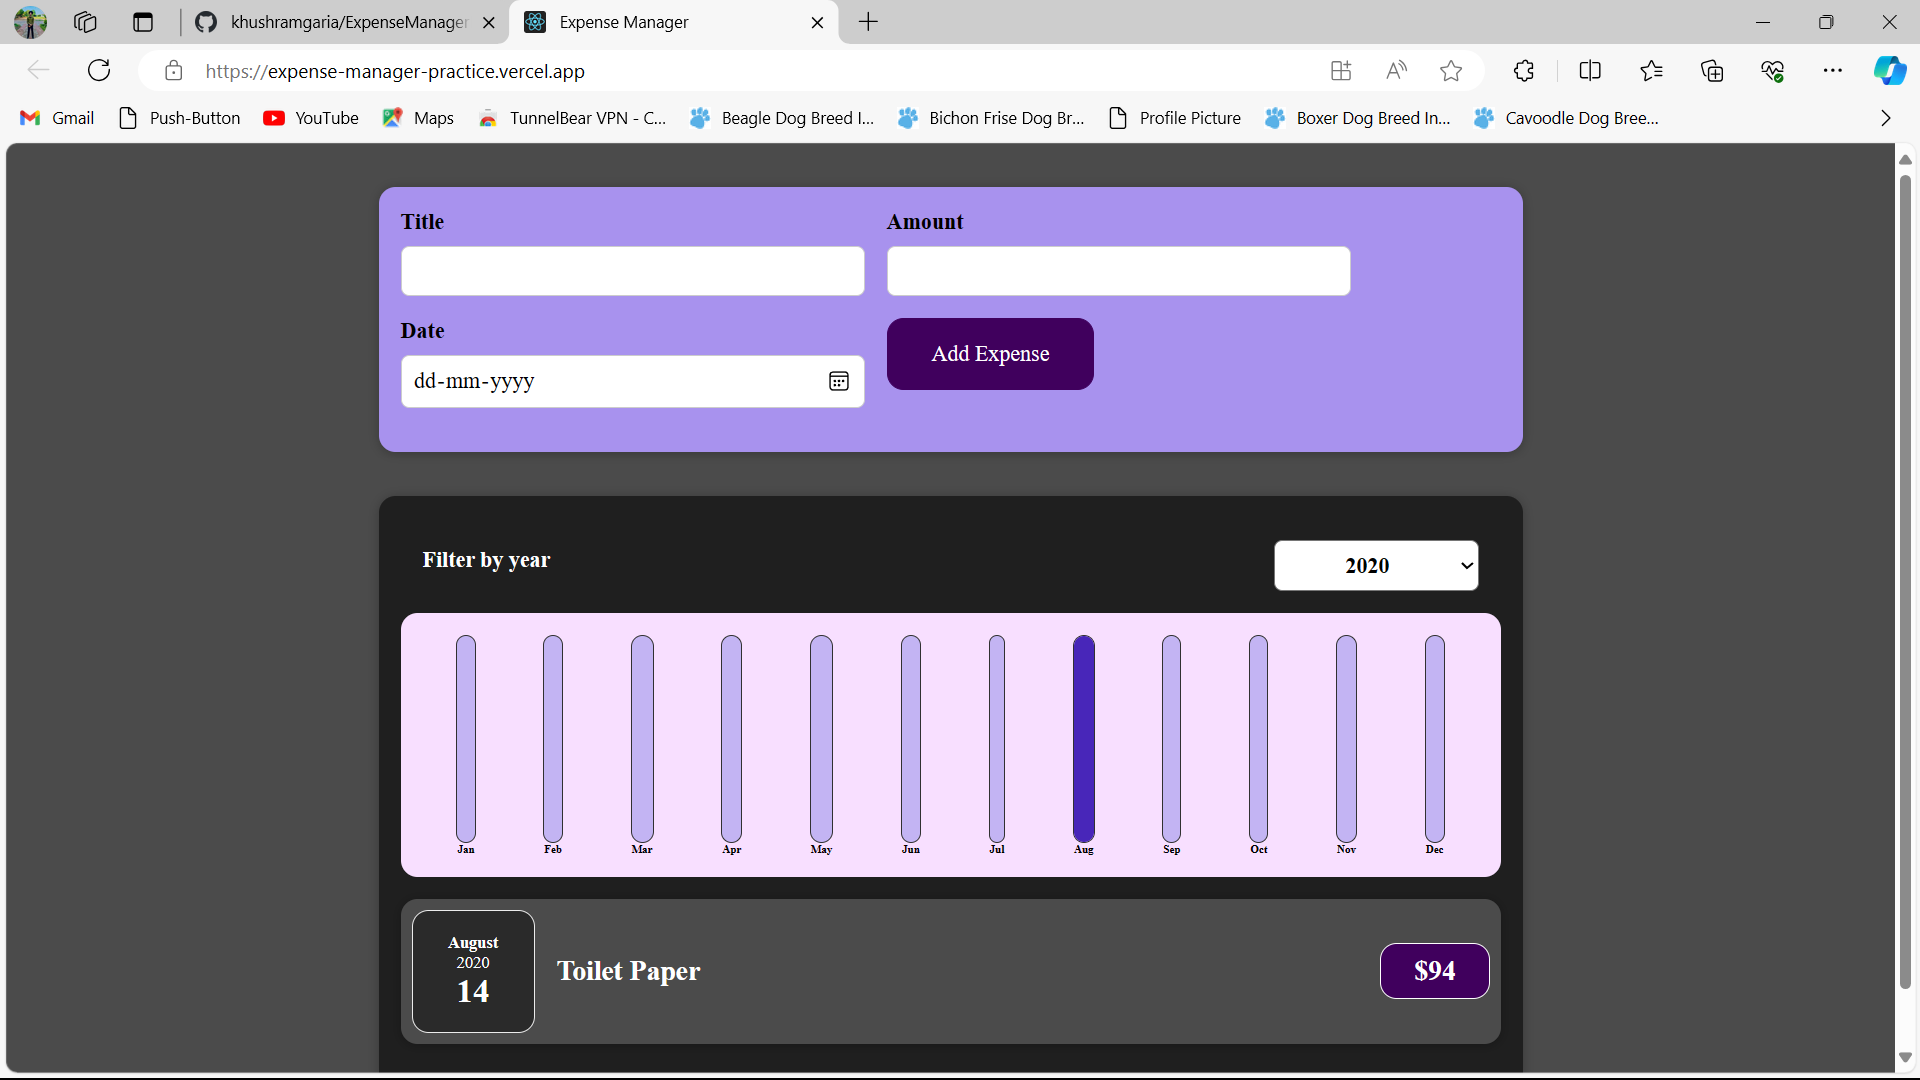 khushramgaria/ExpenseManager
Expense Manager
https://expense-manager-practice.vercel.app
Gmail
Push-Button
YouTube
Maps
TunnelBear VPN - C...
Beagle Dog Breed I...
Bichon Frise Dog Br...
Profile Picture
Boxer Dog Breed In...
Cavoodle Dog Bree...
Title
Amount
Date
dd-mm-yyyy
Add Expense
Filter by year
2020
Jan
Feb
Mar
Apr
May
Jun
Jul
Aug
Sep
Oct
Nov
Dec
August
2020
14
Toilet Paper
$94